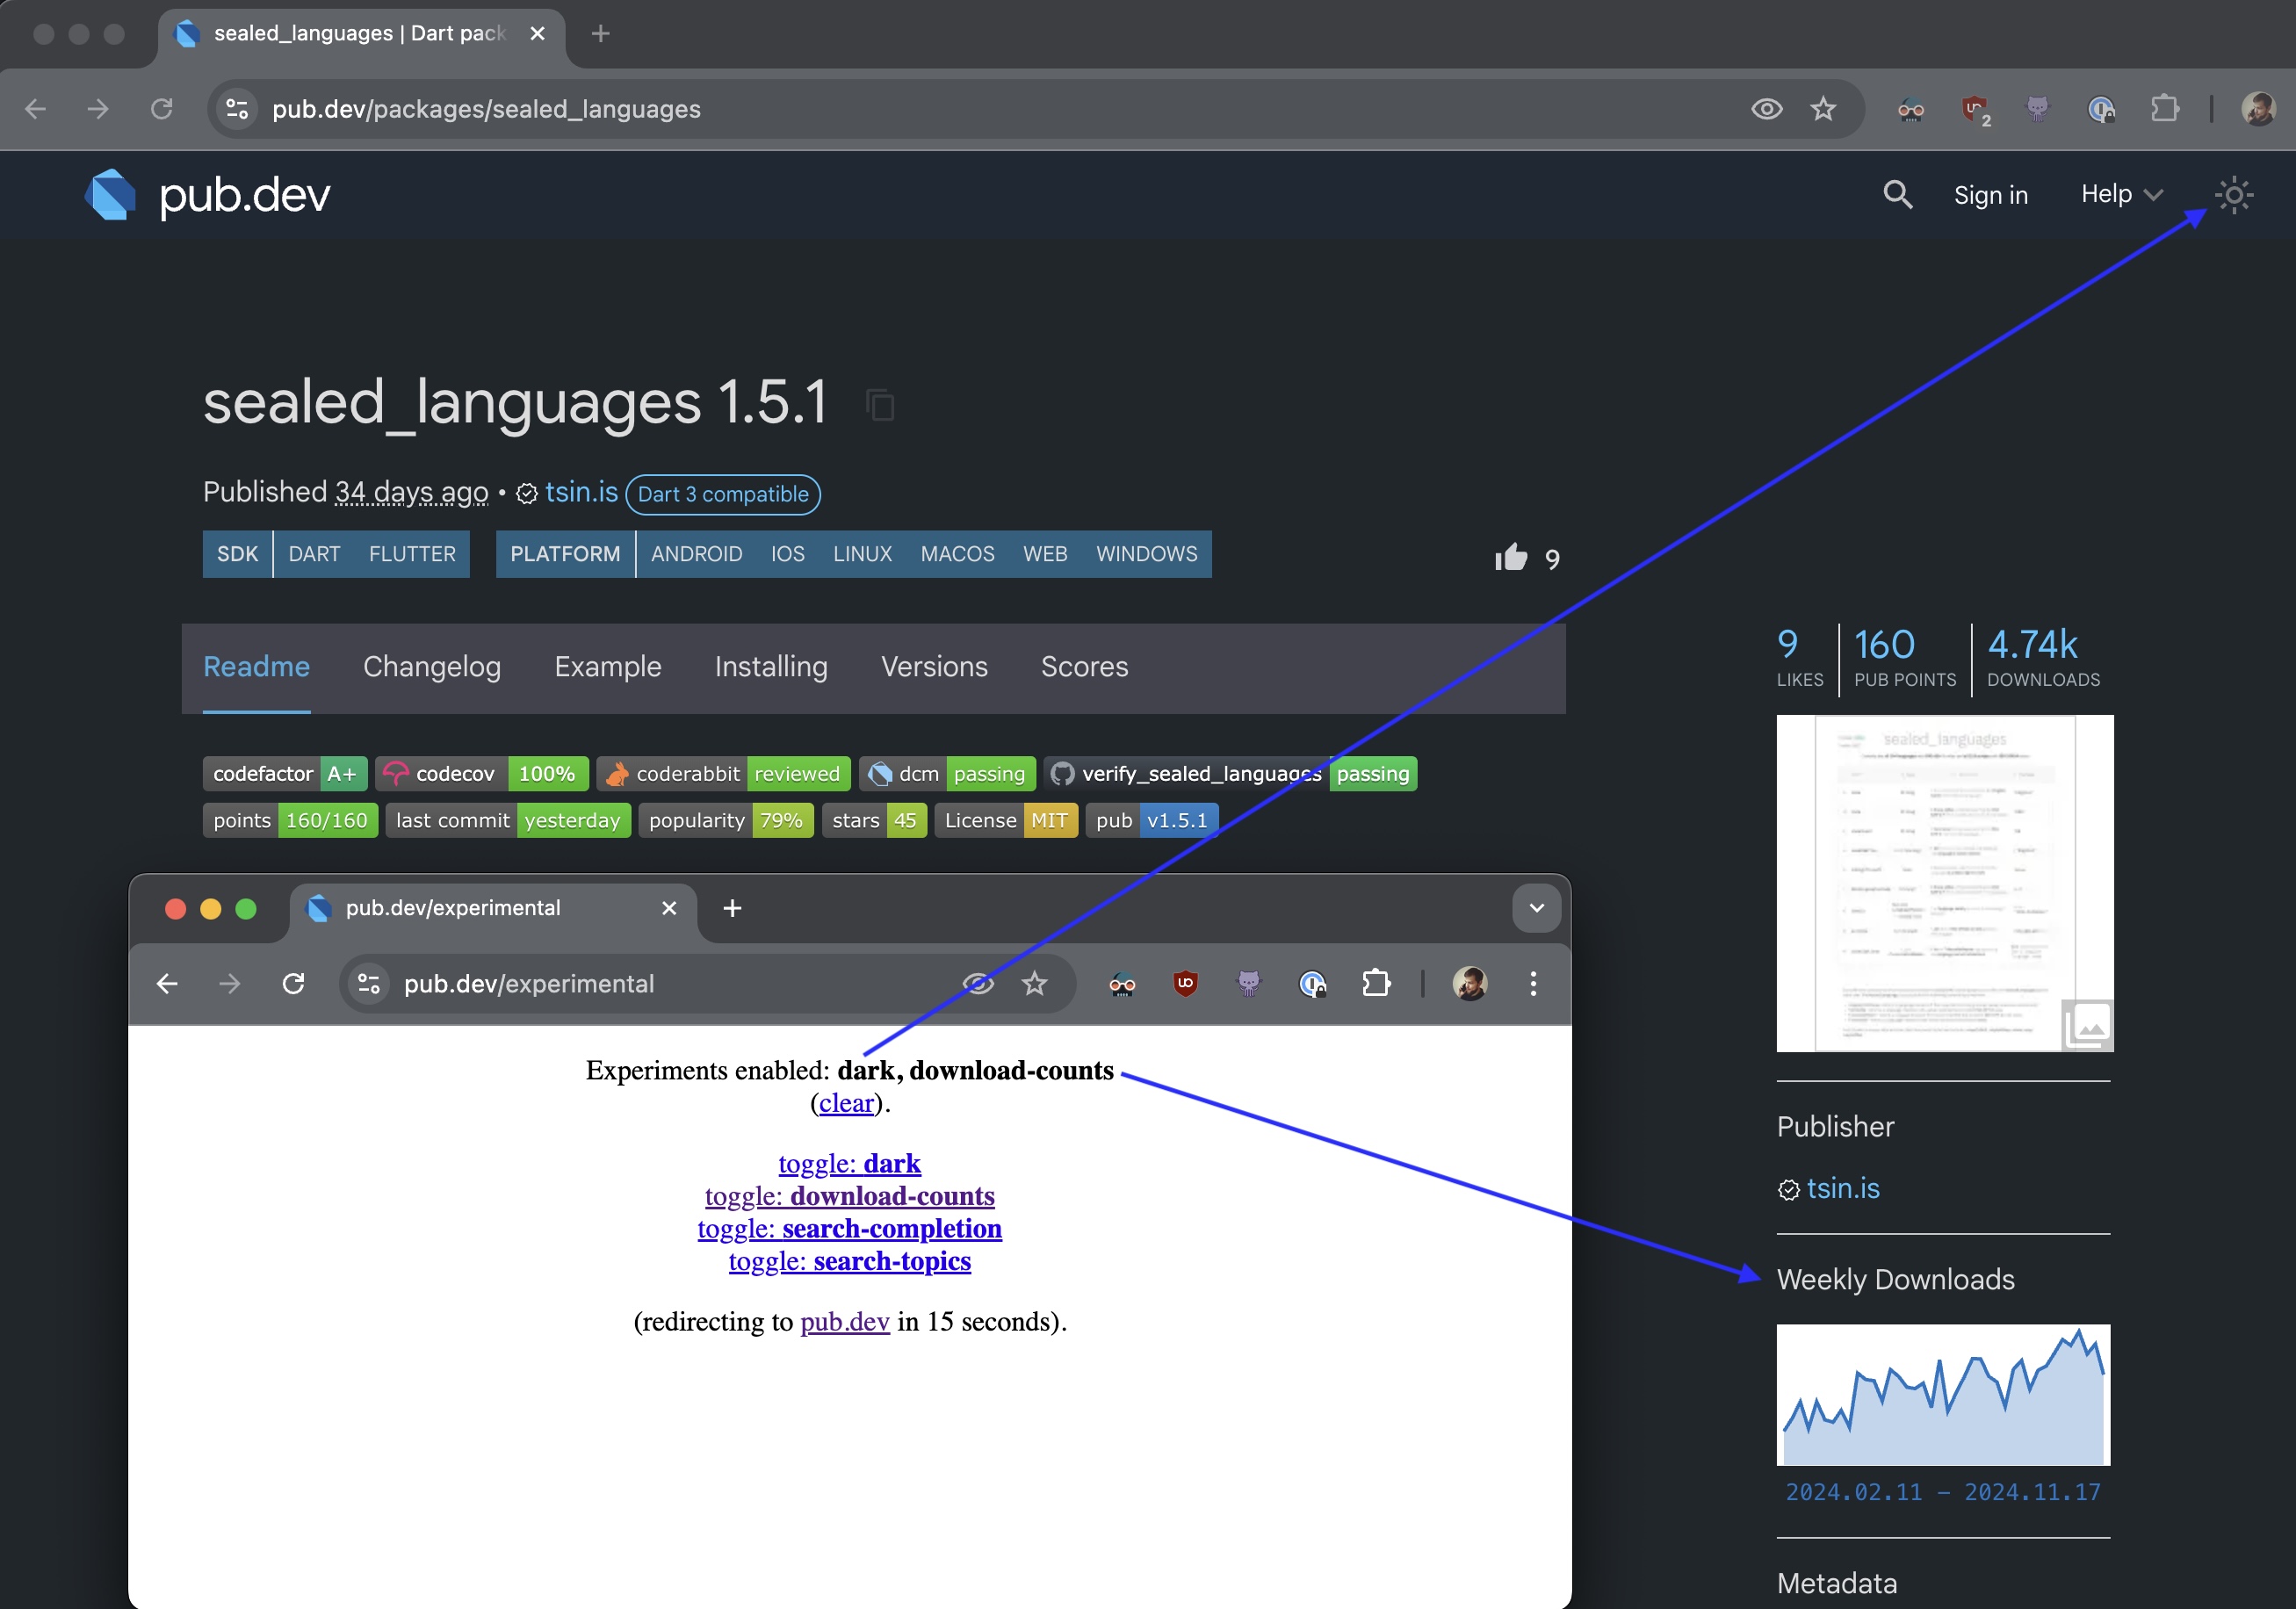 sealed_languages | Dart pack
pub.dev/packages/sealed_languages
2
pub.dev
Sign in
Help
sealed_languages 1.5.1
Published 34 days ago • tsin.is Dart 3 compatible
SDK DART FLUTTER PLATFORM ANDROID IOS LINUX MACOS WEB WINDOWS
9
Readme Changelog Example Installing Versions Scores
9 160 4.74k
LIKES PUB POINTS DOWNLOADS
codefactor A+ codecov 100% coderabbit reviewed dcm passing verify_sealed_languages passing
points 160/160 last commit yesterday popularity 79% stars 45 License MIT pub v1.5.1
sealed_languages
pub.dev/experimental
pub.dev/experimental
Experiments enabled: dark, download-counts
(clear).
toggle: dark
toggle: download-counts
toggle: search-completion
toggle: search-topics
(redirecting to pub.dev in 15 seconds).
Publisher
tsin.is
Weekly Downloads
2024.02.11 – 2024.11.17
Metadata